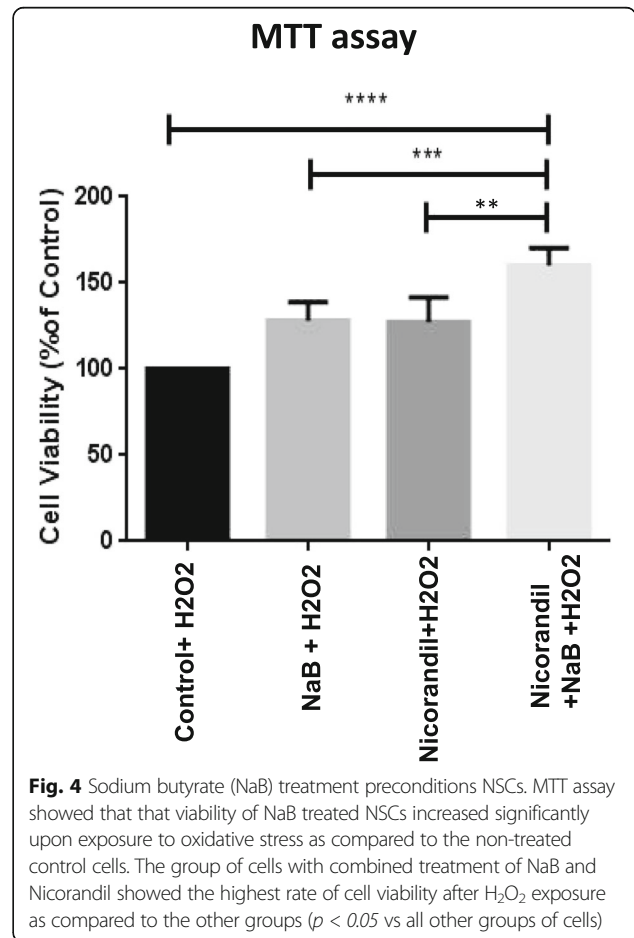 MTT assay
****
***
**
Cell Viability (%of Control)
200
150
100
50
0
Control+ H2O2
NaB + H2O2
Nicorandil+H2O2
Nicorandil
+NaB +H2O2
Fig. 4 Sodium butyrate (NaB) treatment preconditions NSCs. MTT assay
showed that that viability of NaB treated NSCs increased significantly
upon exposure to oxidative stress as compared to the non-treated
control cells. The group of cells with combined treatment of NaB and
Nicorandil showed the highest rate of cell viability after H₂O₂ exposure
as compared to the other groups (p < 0.05 vs all other groups of cells)